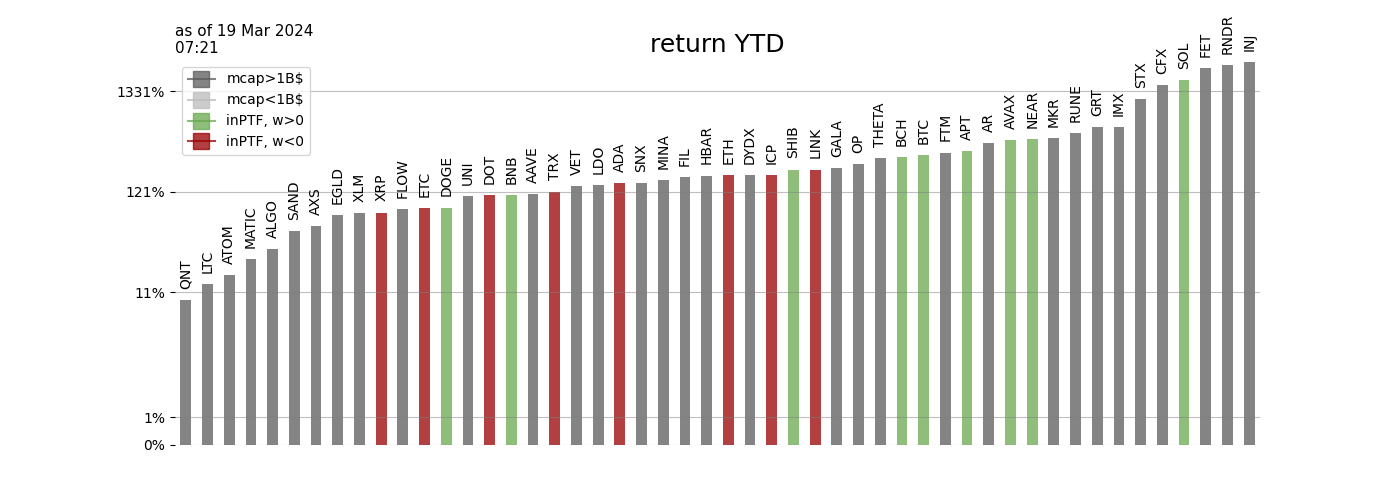 as of 19 Mar 2024
07:21
return YTD
mcap>1B$
mcap<1B$
inPTF, w>0
inPTF, w<0
1331%
121%
11%
1%
0%
QNT
LTC
ATOM
MATIC
ALGO
SAND
AXS
EGLD
XLM
XRP
FLOW
ETC
DOGE
UNI
DOT
BNB
AAVE
TRX
VET
LDO
ADA
SNX
MINA
FIL
HBAR
ETH
DYDX
ICP
SHIB
LINK
GALA
OP
THETA
BCH
BTC
FTM
APT
AR
AVAX
NEAR
MKR
RUNE
GRT
IMX
STX
CFX
SOL
FET
RNDR
INJ